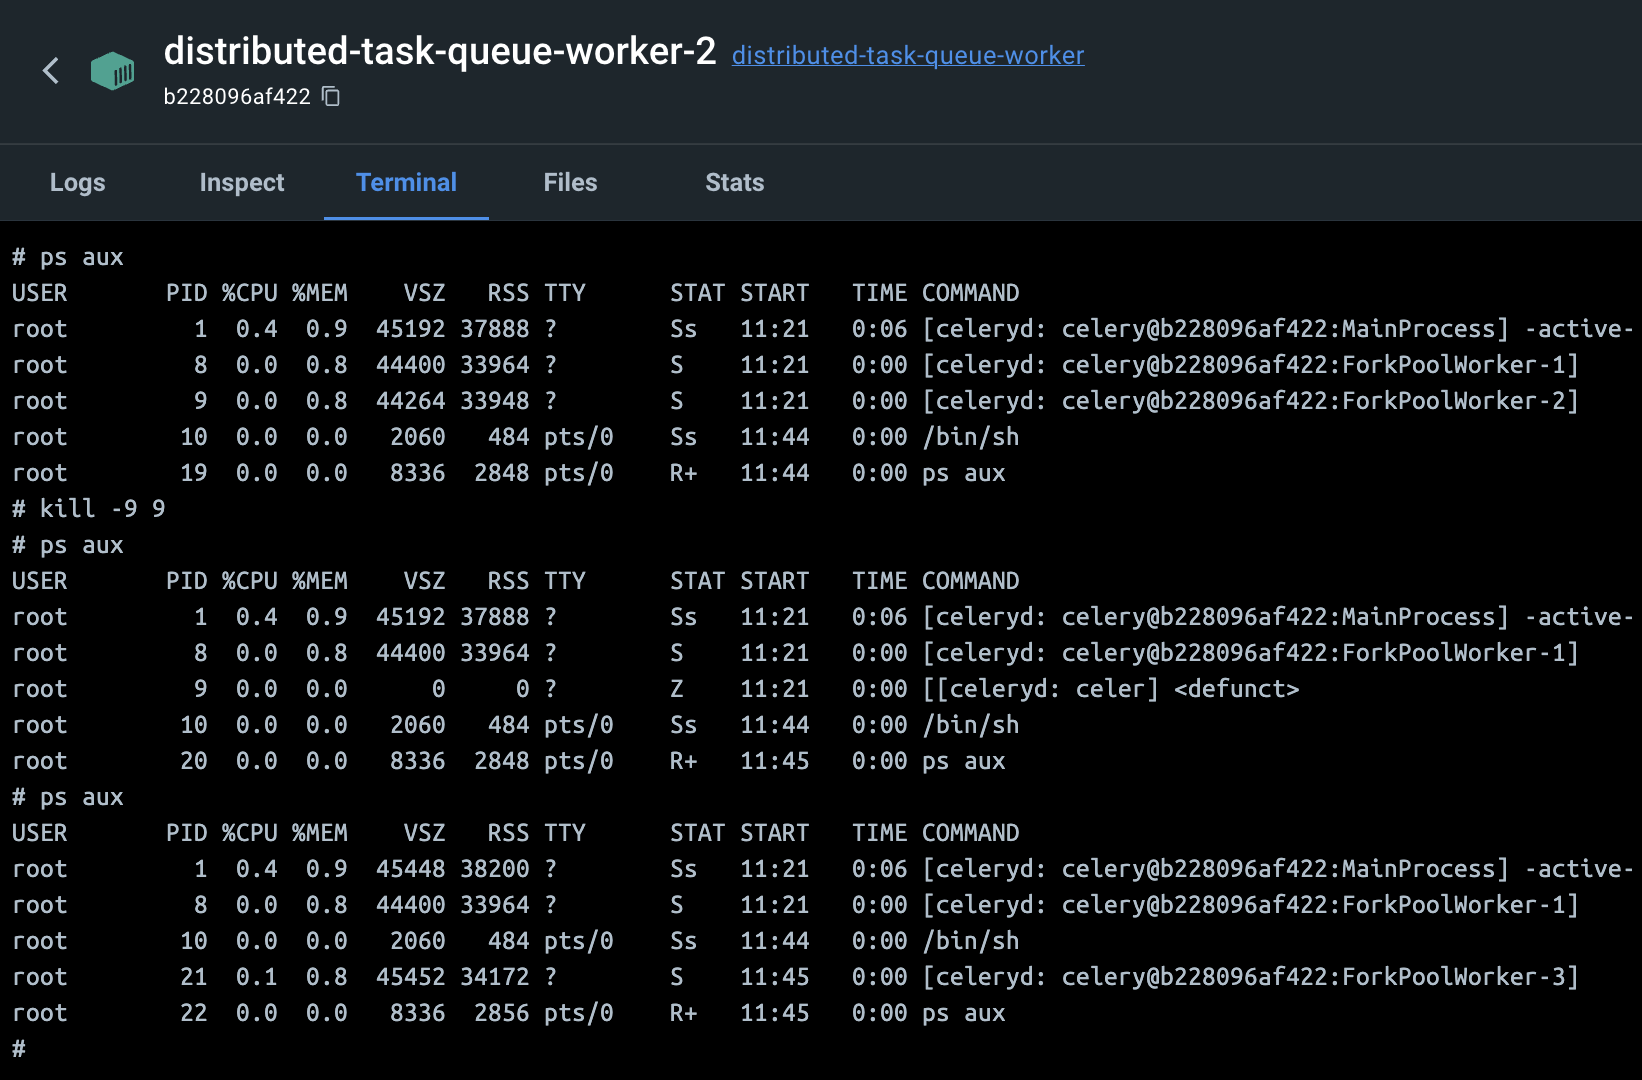 distributed-task-queue-worker-2 distributed-task-queue-worker
b228096af422
Logs Inspect Terminal Files Stats
# ps aux
USER       PID %CPU %MEM    VSZ   RSS TTY      STAT START   TIME COMMAND
root         1  0.4  0.9  45192 37888 ?        Ss   11:21   0:06 [celeryd: celery@b228096af422:MainProcess] -active-
root         8  0.0  0.8  44400 33964 ?        S    11:21   0:00 [celeryd: celery@b228096af422:ForkPoolWorker-1]
root         9  0.0  0.8  44264 33948 ?        S    11:21   0:00 [celeryd: celery@b228096af422:ForkPoolWorker-2]
root        10  0.0  0.0   2060   484 pts/0    Ss   11:44   0:00 /bin/sh
root        19  0.0  0.0   8336  2848 pts/0    R+   11:44   0:00 ps aux
# kill -9 9
# ps aux
USER       PID %CPU %MEM    VSZ   RSS TTY      STAT START   TIME COMMAND
root         1  0.4  0.9  45192 37888 ?        Ss   11:21   0:06 [celeryd: celery@b228096af422:MainProcess] -active-
root         8  0.0  0.8  44400 33964 ?        S    11:21   0:00 [celeryd: celery@b228096af422:ForkPoolWorker-1]
root         9  0.0  0.0      0     0 ?        Z    11:21   0:00 [[celeryd: celer] <defunct>
root        10  0.0  0.0   2060   484 pts/0    Ss   11:44   0:00 /bin/sh
root        20  0.0  0.0   8336  2848 pts/0    R+   11:45   0:00 ps aux
# ps aux
USER       PID %CPU %MEM    VSZ   RSS TTY      STAT START   TIME COMMAND
root         1  0.4  0.9  45448 38200 ?        Ss   11:21   0:06 [celeryd: celery@b228096af422:MainProcess] -active-
root         8  0.0  0.8  44400 33964 ?        S    11:21   0:00 [celeryd: celery@b228096af422:ForkPoolWorker-1]
root        10  0.0  0.0   2060   484 pts/0    Ss   11:44   0:00 /bin/sh
root        21  0.1  0.8  45452 34172 ?        S    11:45   0:00 [celeryd: celery@b228096af422:ForkPoolWorker-3]
root        22  0.0  0.0   8336  2856 pts/0    R+   11:45   0:00 ps aux
#